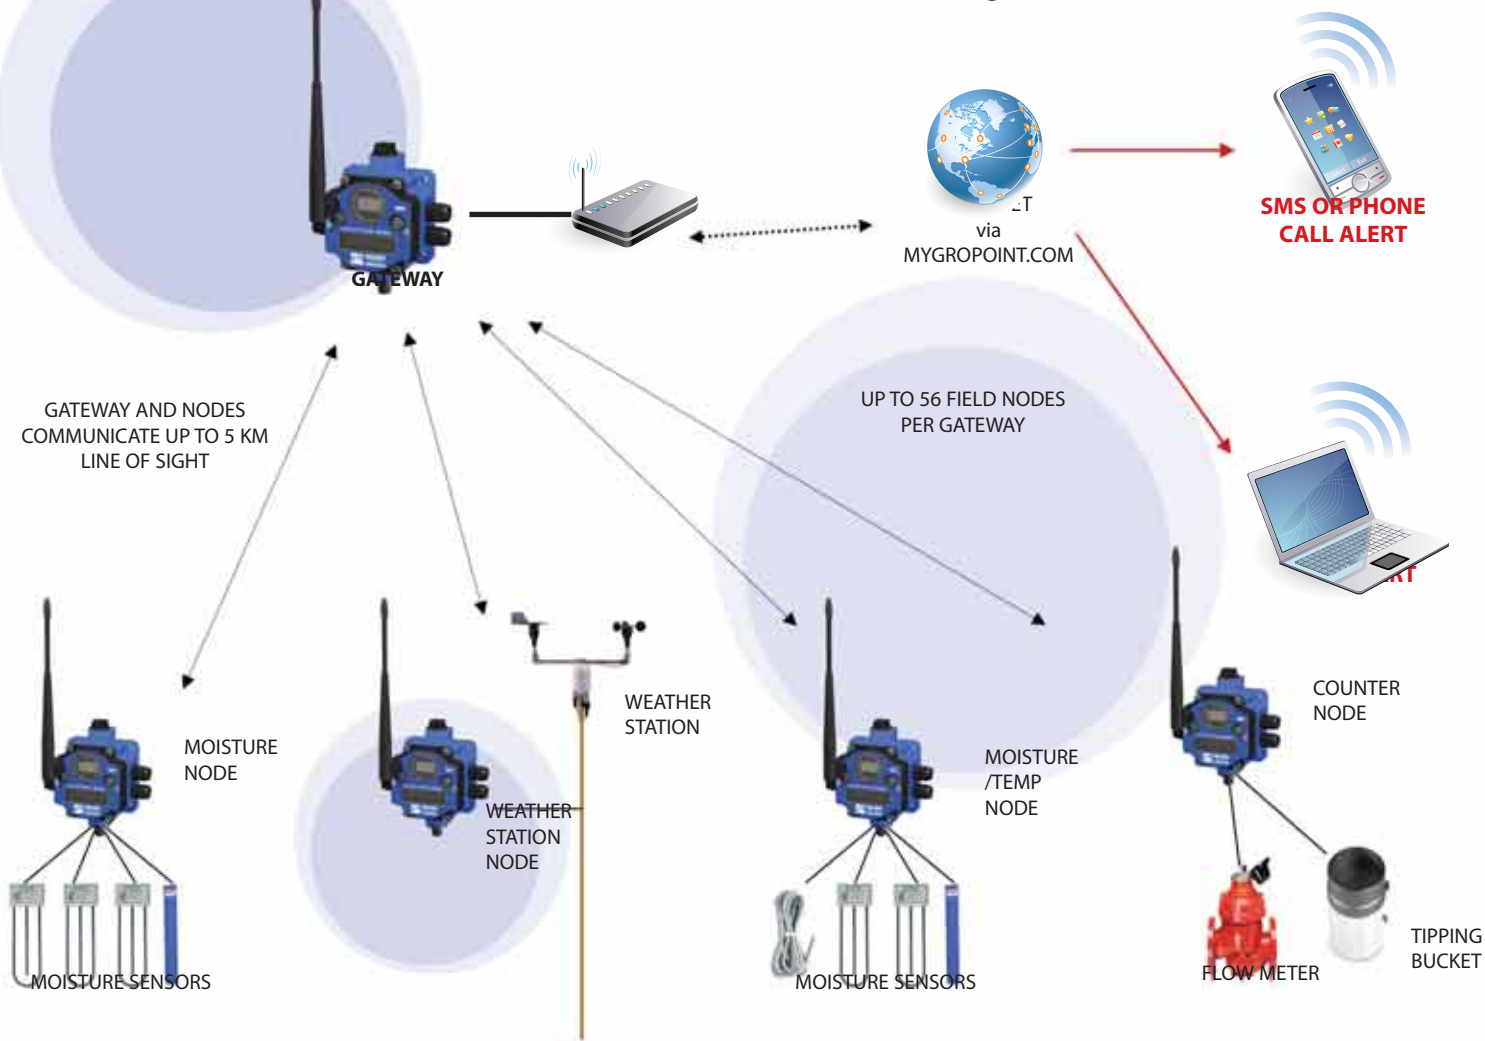 SMS OR PHONE
CALL ALERT
via
MYGROPOINT.COM
GATEWAY
GATEWAY AND NODES
COMMUNICATE UP TO 5 KM
LINE OF SIGHT
UP TO 56 FIELD NODES
PER GATEWAY
WEATHER
STATION
COUNTER
NODE
MOISTURE
NODE
WEATHER
STATION
NODE
MOISTURE
/TEMP
NODE
MOISTURE SENSORS
MOISTURE SENSORS
FLOW METER
TIPPING
BUCKET